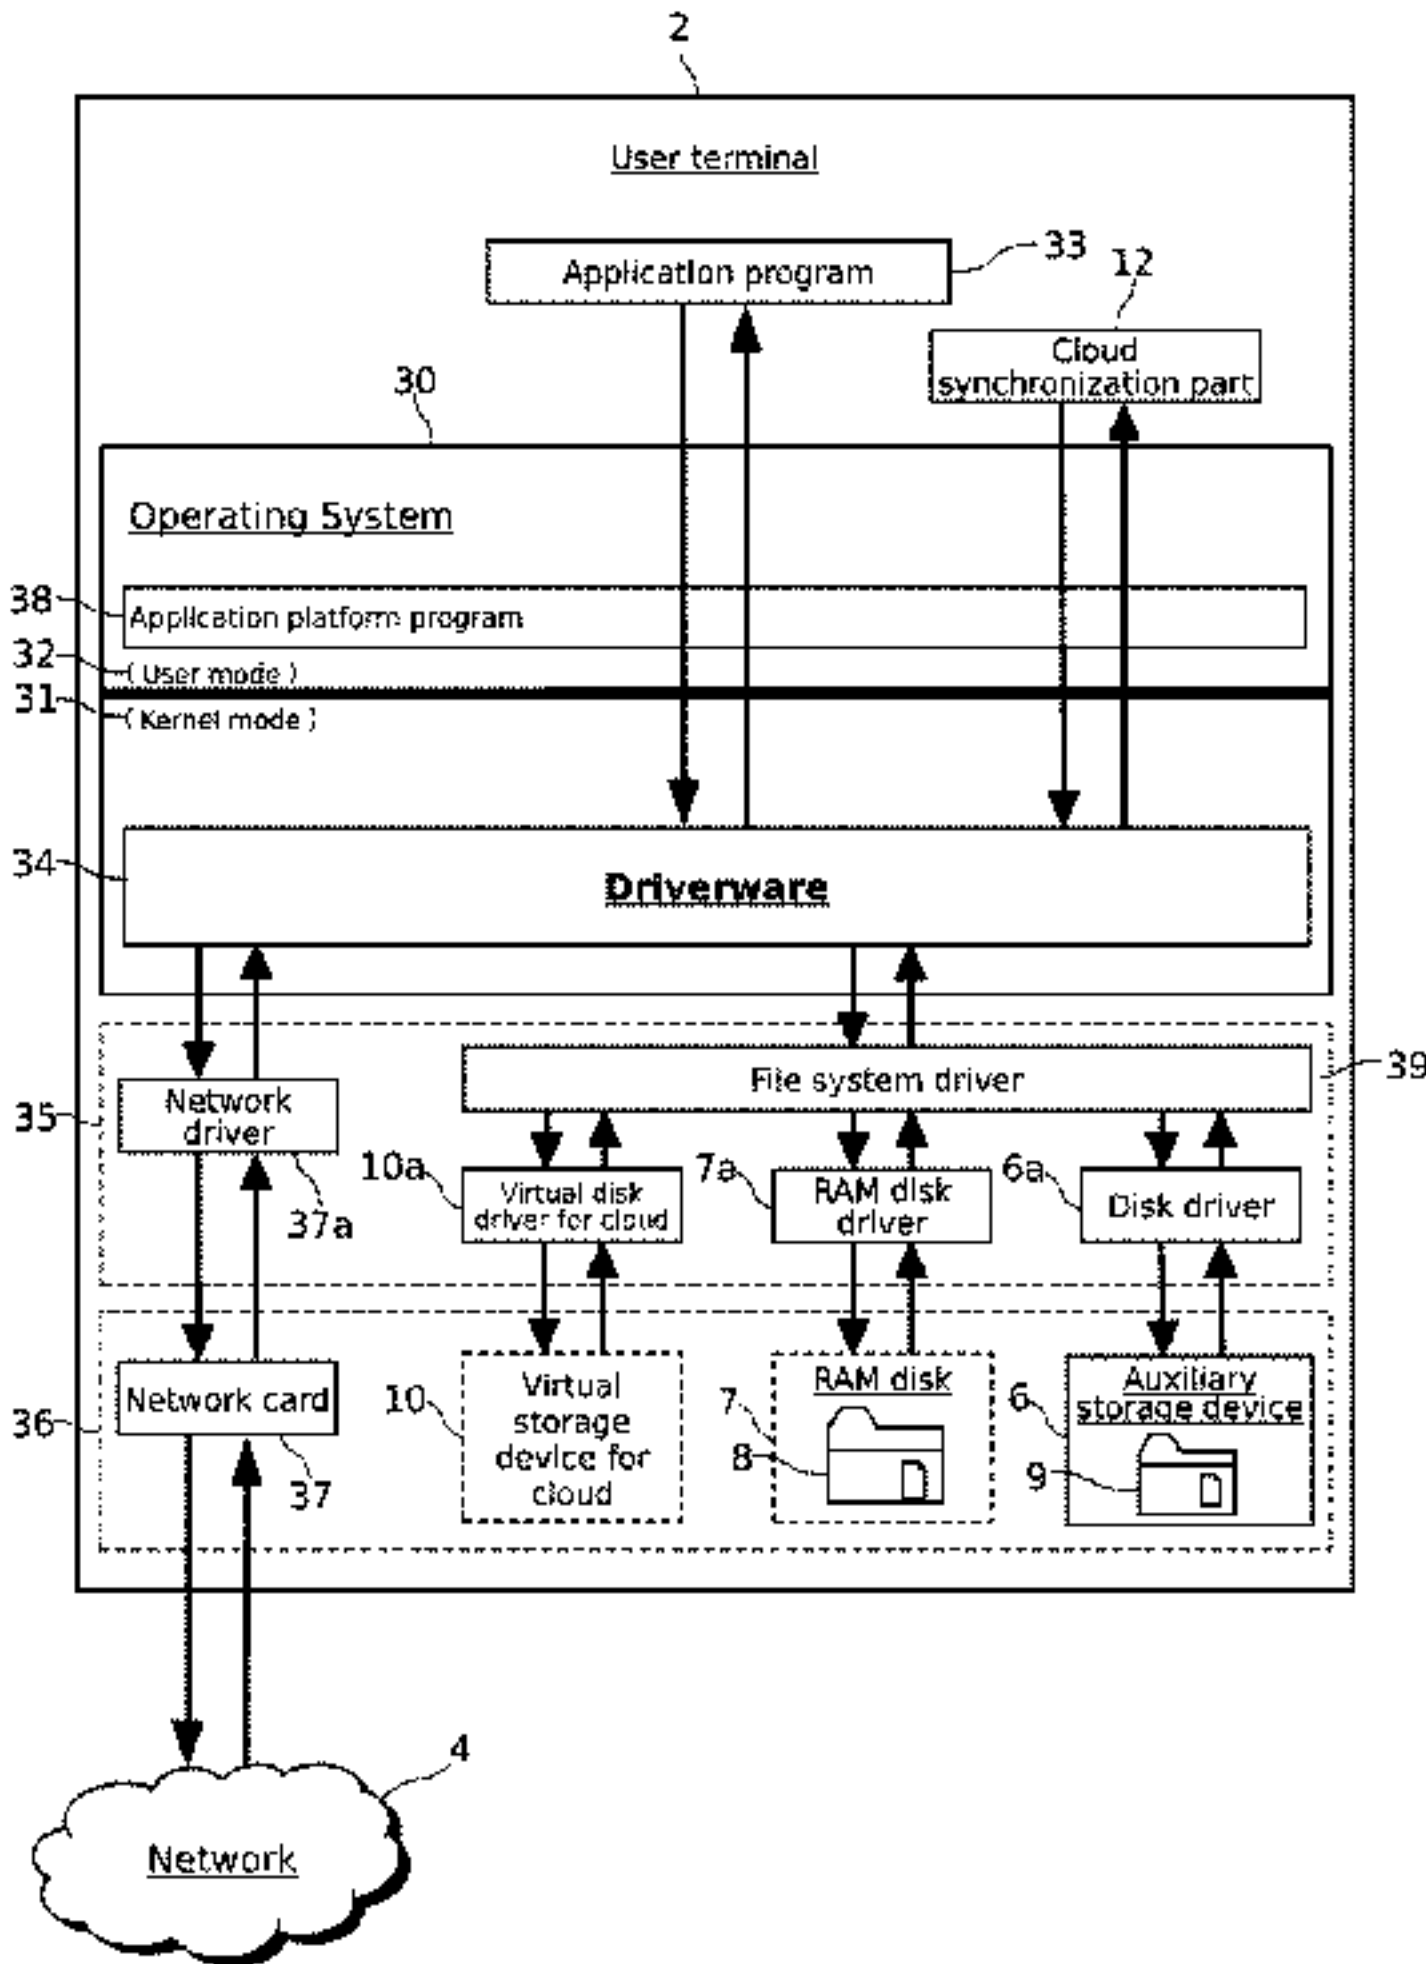 2
User terminal
Application program
33
12
Cloud
synchronization part
30
Operating System
38
Application platform program
32
( User mode )
31
( Kernel mode )
34
Driverware
File system driver
39
35
Network
driver
37a
10a
Virtual disk
driver for cloud
7a
RAM disk
driver
6a
Disk driver
36
Network card
37
10
Virtual
storage
device for
cloud
RAM disk
7
8
Auxiliary
storage device
6
9
4
Network